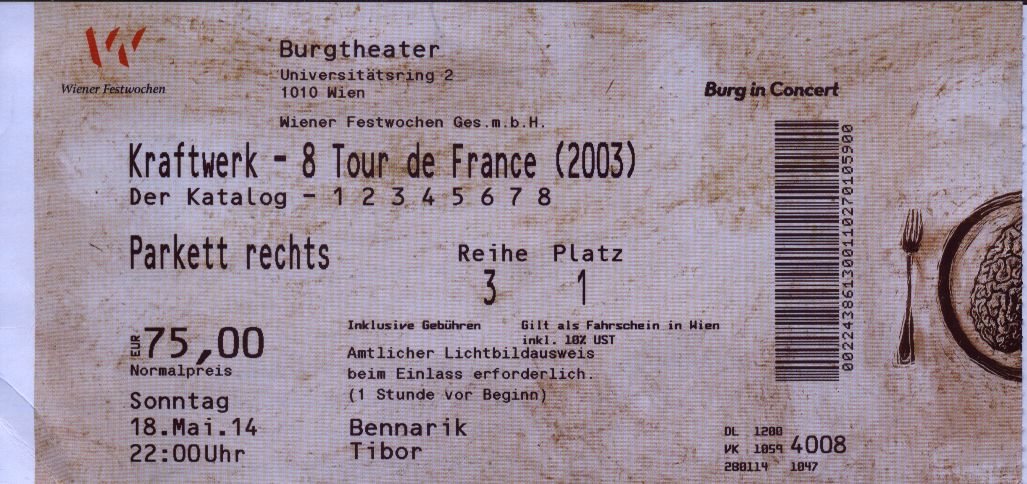 Wiener Festwochen
Burgtheater
Universitätsring 2
1010 Wien
Wiener Festwochen Ges.m.b.H.
Burg in Concert
Kraftwerk - 8 Tour de France (2003)
Der Katalog - 1 2 3 4 5 6 7 8
Parkett rechts
Reihe Platz
3 1
EUR 75,00
Normalpreis
Inklusive Gebühren Gilt als Fahrschein in Wien
inkl. 10% UST
Amtlicher Lichtbildausweis
beim Einlass erforderlich.
(1 Stunde vor Beginn)
Sonntag
18.Mai.14
22:00Uhr
Bennarik
Tibor
002243861300110270105900
DL 1200
VK 1059 4008
280114 1047